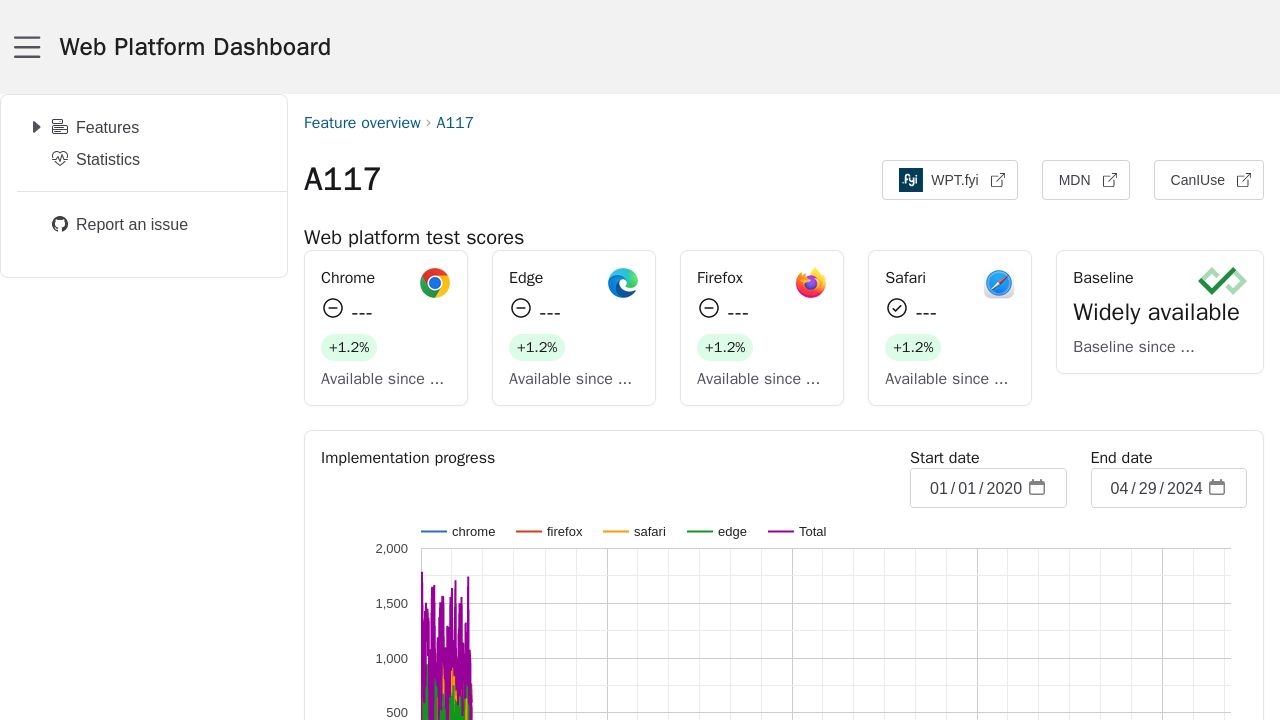 Web Platform Dashboard
Features
Statistics
Report an issue
Feature overview > A117
A117
fyi WPT.fyi
MDN
CanIUse
Web platform test scores
Chrome
---
+1.2%
Available since ...
Edge
---
+1.2%
Available since ...
Firefox
---
+1.2%
Available since ...
Safari
---
+1.2%
Available since ...
Baseline
Widely available
Baseline since ...
Implementation progress
Start date
01/01/2020
End date
04/29/2024
chrome firefox safari edge Total
2,000
1,500
1,000
500